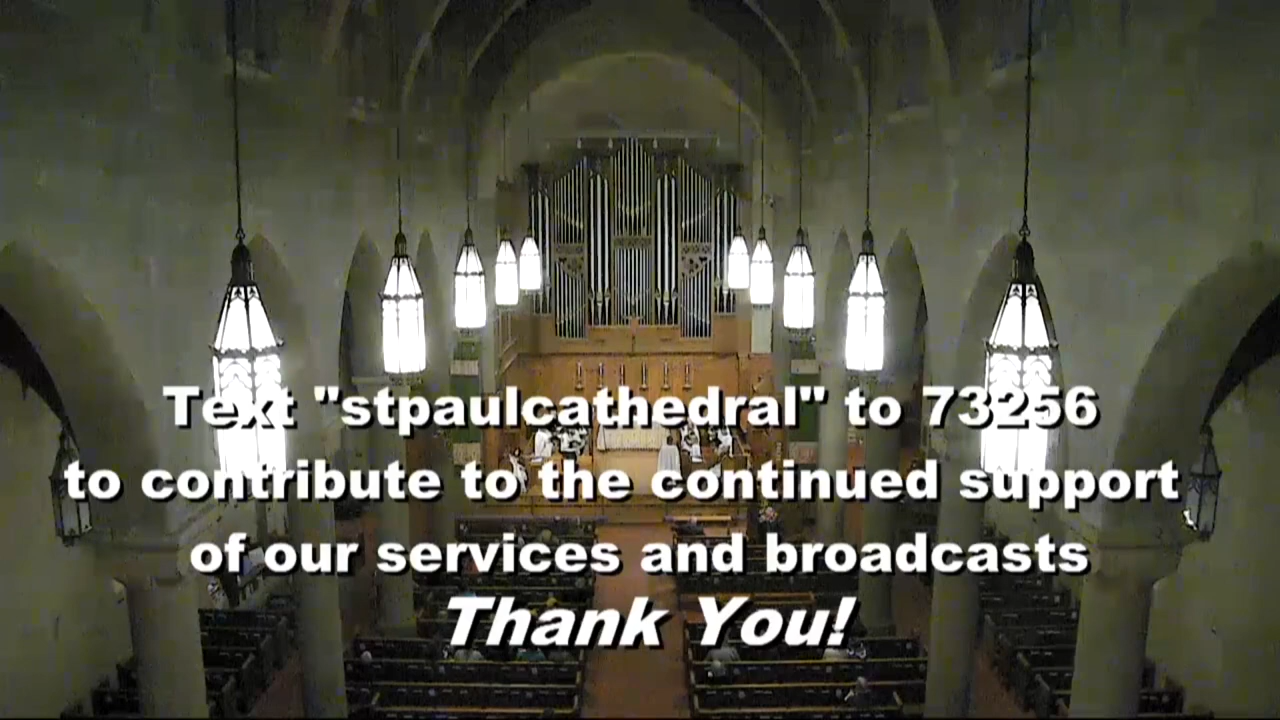 Text "stpaulcathedral" to 73256
to contribute to the continued support
of our services and broadcasts
Thank You!